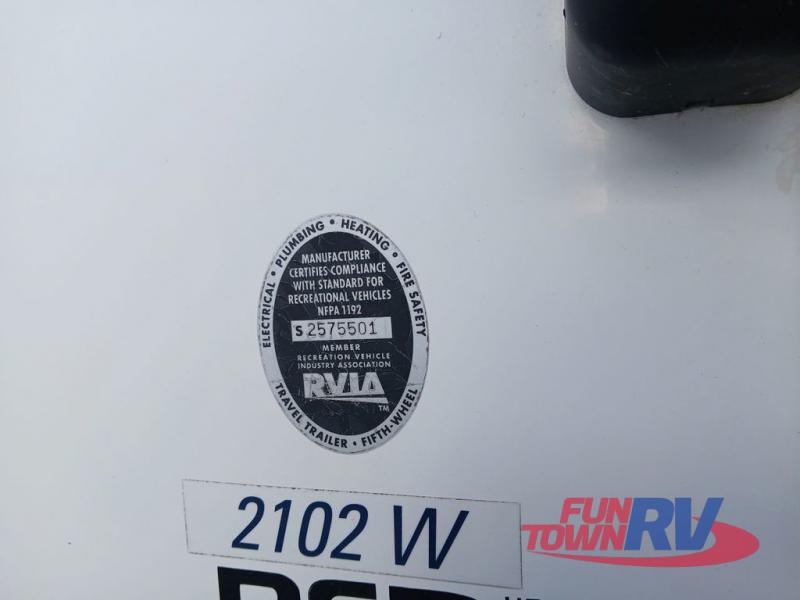 ELECTRICAL • PLUMBING • HEATING • FIRE SAFETY
MANUFACTURER
CERTIFIES COMPLIANCE
WITH STANDARD FOR
RECREATIONAL VEHICLES
NFPA 1192
S 2575501
MEMBER
RECREATION VEHICLE
INDUSTRY ASSOCIATION
RVIA
TM
TRAVEL TRAILER • FIFTH-WHEEL
2102 W
FUN
TOWN RV